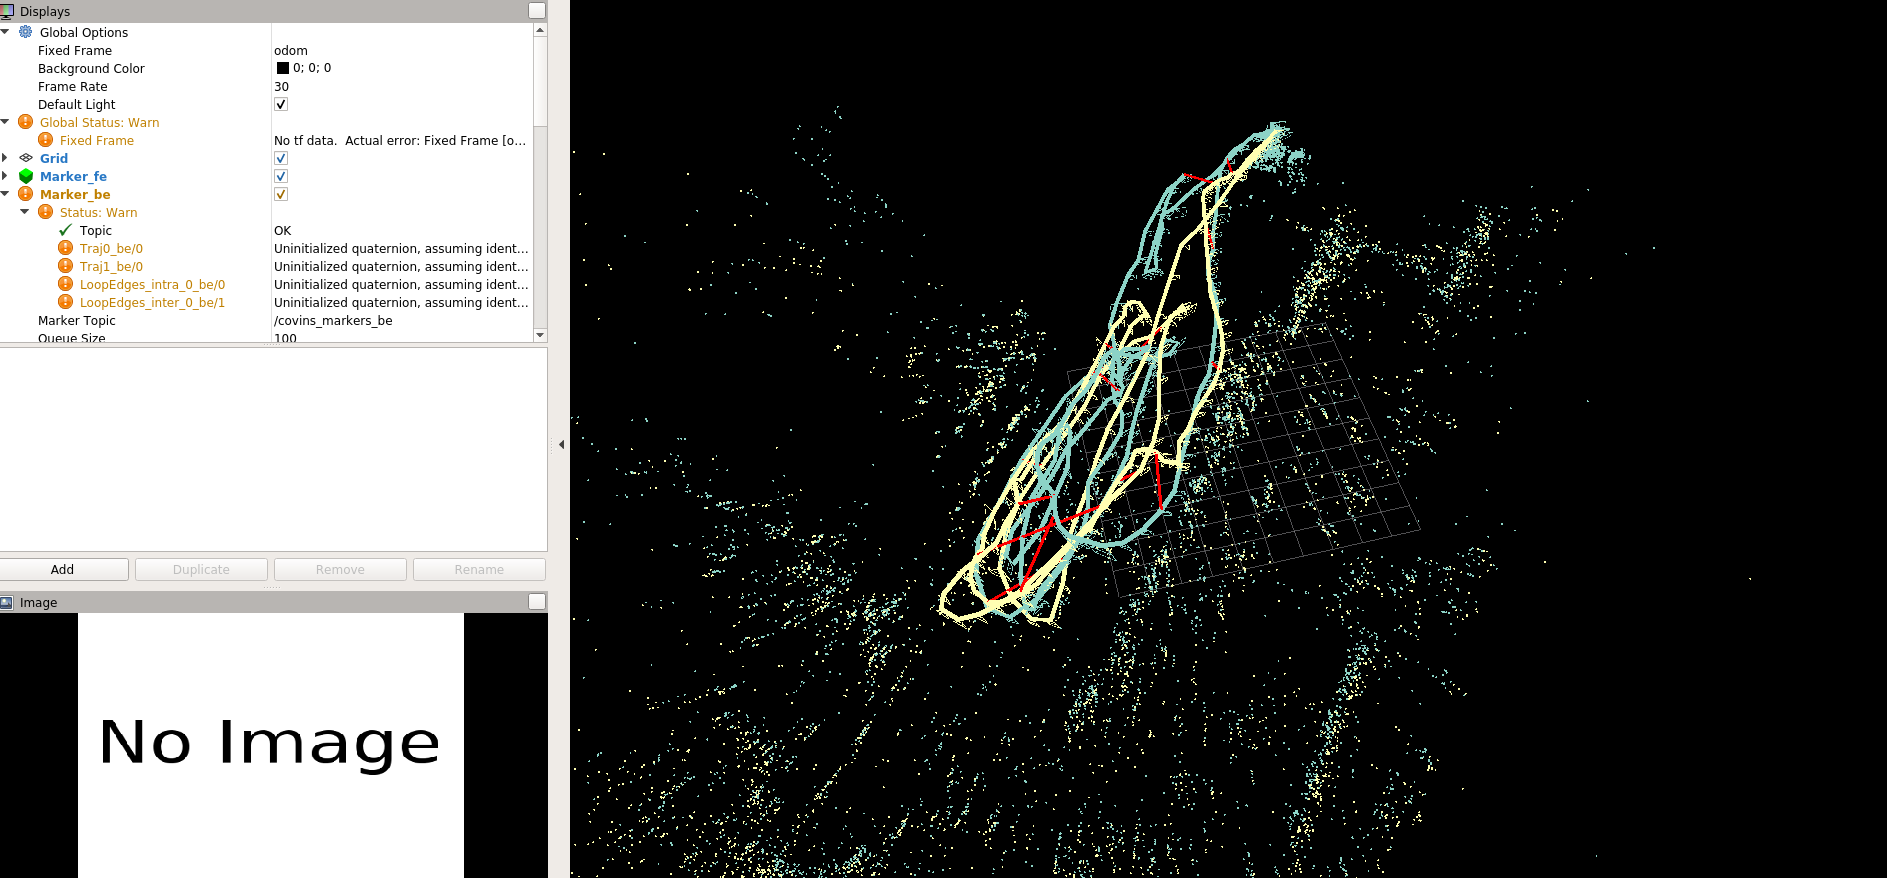 Displays
Global Options
Fixed Frame odom
Background Color 0; 0; 0
Frame Rate 30
Default Light
Global Status: Warn
Fixed Frame No tf data.  Actual error: Fixed Frame [o...
Grid
Marker_fe
Marker_be
Status: Warn
Topic OK
Traj0_be/0 Uninitialized quaternion, assuming ident...
Traj1_be/0 Uninitialized quaternion, assuming ident...
LoopEdges_intra_0_be/0 Uninitialized quaternion, assuming ident...
LoopEdges_inter_0_be/1 Uninitialized quaternion, assuming ident...
Marker Topic /covins_markers_be
Queue Size 100
Add Duplicate Remove Rename
Image
No Image